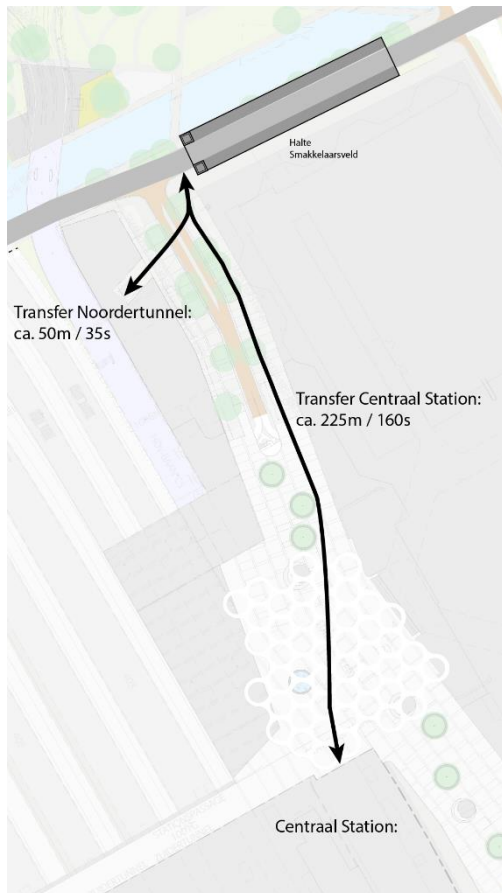 Halte
Smakkelaarsveld
Transfer Noordertunnel:
ca. 50m / 35s
Transfer Centraal Station:
ca. 225m / 160s
Centraal Station: